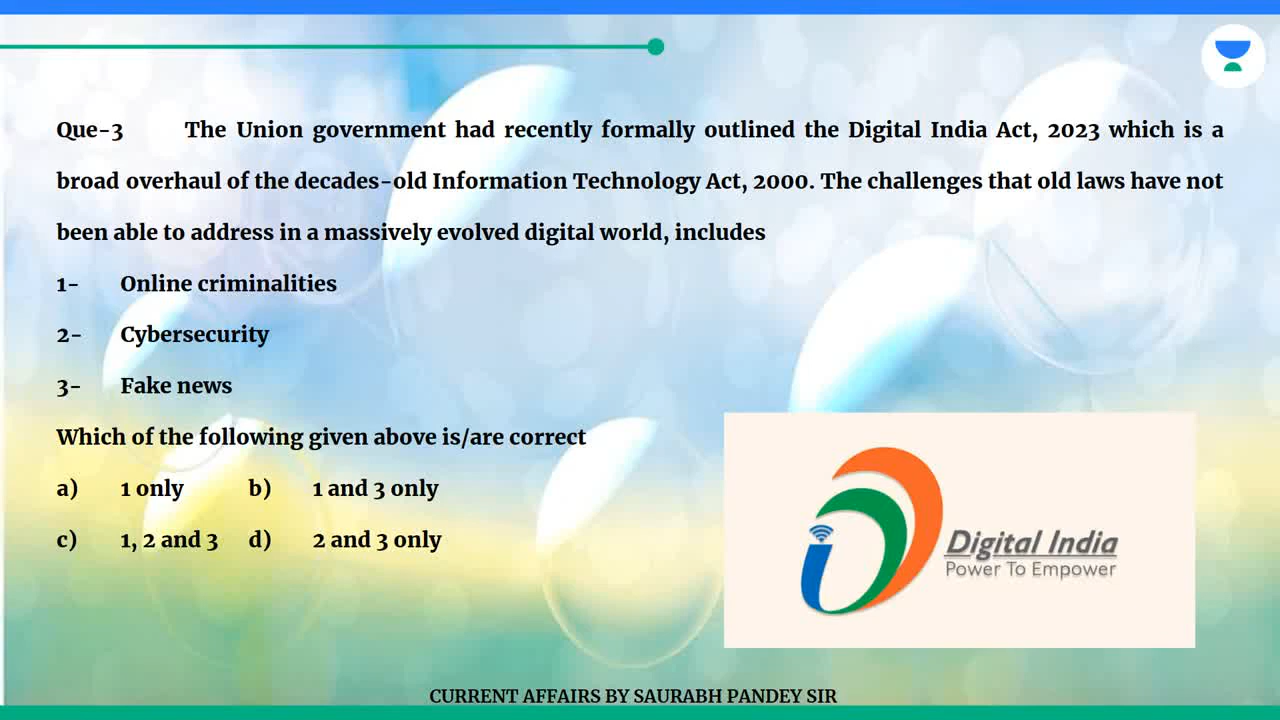 Que-3 The Union government had recently formally outlined the Digital India Act, 2023 which is a
broad overhaul of the decades-old Information Technology Act, 2000. The challenges that old laws have not
been able to address in a massively evolved digital world, includes
1- Online criminalities
2- Cybersecurity
3- Fake news
Which of the following given above is/are correct
a) 1 only b) 1 and 3 only
c) 1, 2 and 3 d) 2 and 3 only
Digital India
Power To Empower
CURRENT AFFAIRS BY SAURABH PANDEY SIR